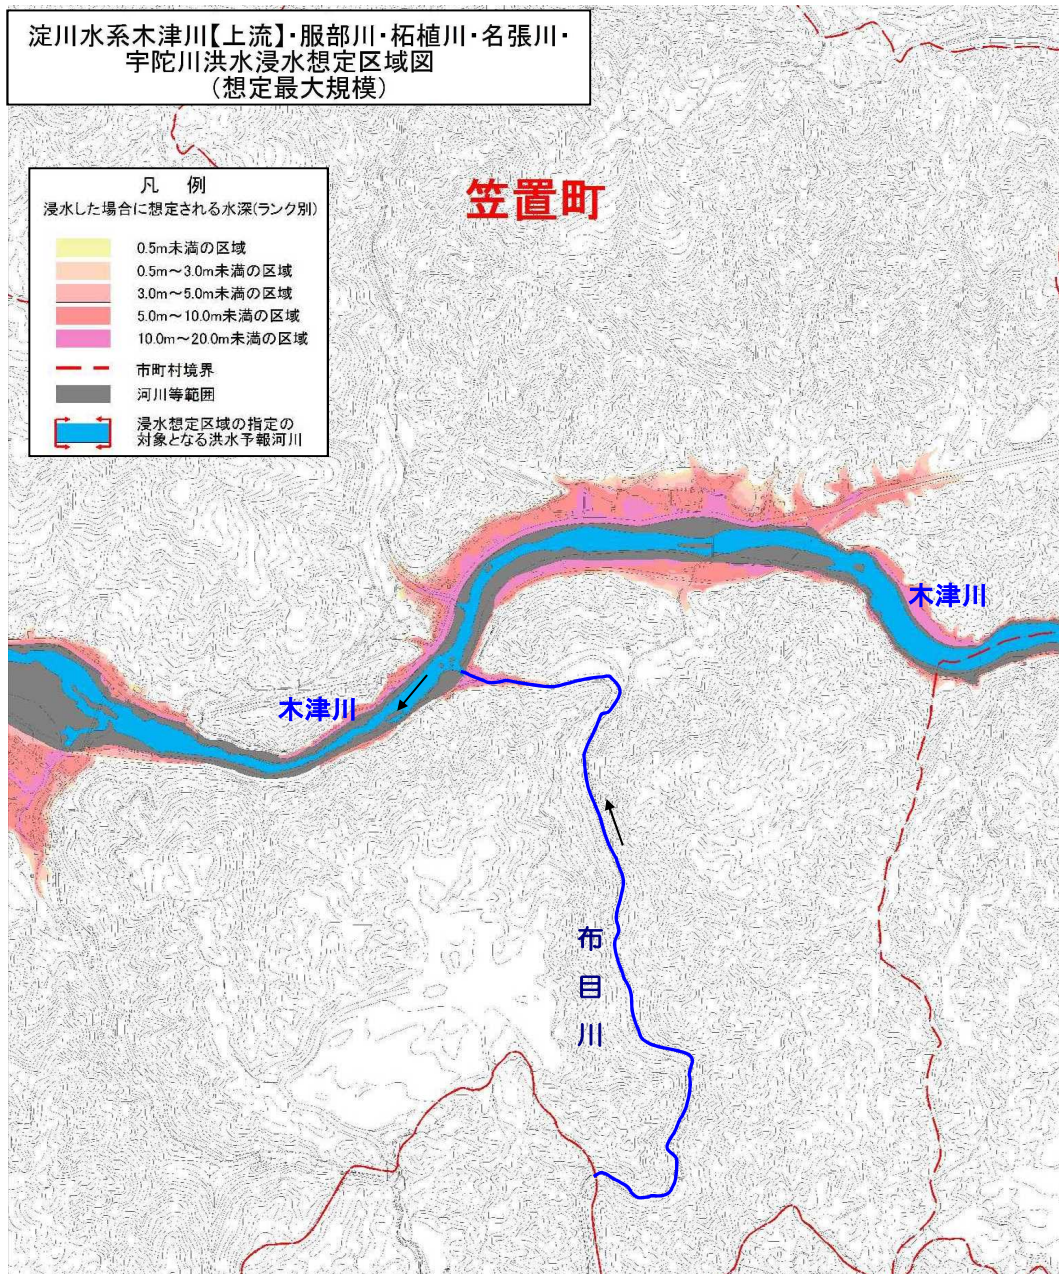 淀川水系木津川【上流】・服部川・柘植川・名張川・
宇陀川洪水浸水想定区域図
(想定最大規模)
笠置町
凡 例
浸水した場合に想定される水深(ランク別)
0.5m未満の区域
0.5m～3.0m未満の区域
3.0m～5.0m未満の区域
5.0m～10.0m未満の区域
10.0m～20.0m未満の区域
市町村境界
河川等範囲
浸水想定区域の指定の
対象となる洪水予報河川
木津川
木津川
布
目
川